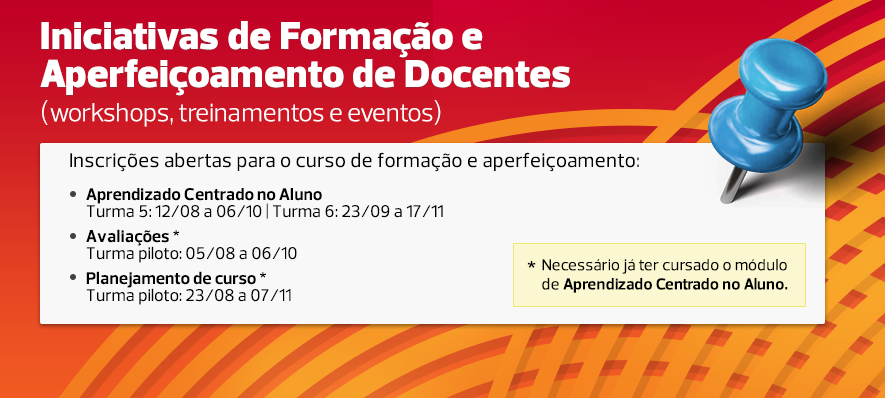 Iniciativas de Formação e
Aperfeiçoamento de Docentes
(workshops, treinamentos e eventos)
Inscrições abertas para o curso de formação e aperfeiçoamento:
• Aprendizado Centrado no Aluno
Turma 5: 12/08 a 06/10 | Turma 6: 23/09 a 17/11
• Avaliações *
Turma piloto: 05/08 a 06/10
• Planejamento de curso *
Turma piloto: 23/08 a 07/11
* Necessário já ter cursado o módulo
de Aprendizado Centrado no Aluno.